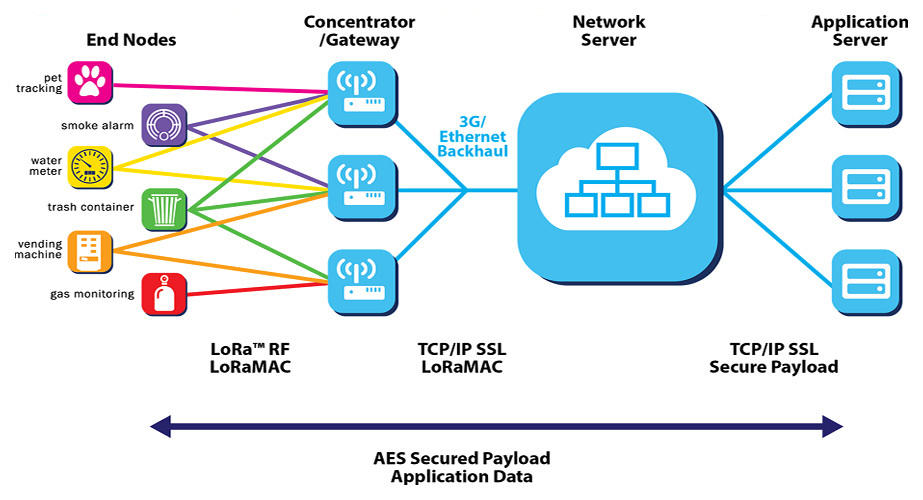 End Nodes
Concentrator
/Gateway
Network
Server
Application
Server
pet
tracking
smoke alarm
water
meter
trash container
vending
machine
gas monitoring
3G/
Ethernet
Backhaul
LoRa™ RF
LoRaMAC
TCP/IP SSL
LoRaMAC
TCP/IP SSL
Secure Payload
AES Secured Payload
Application Data